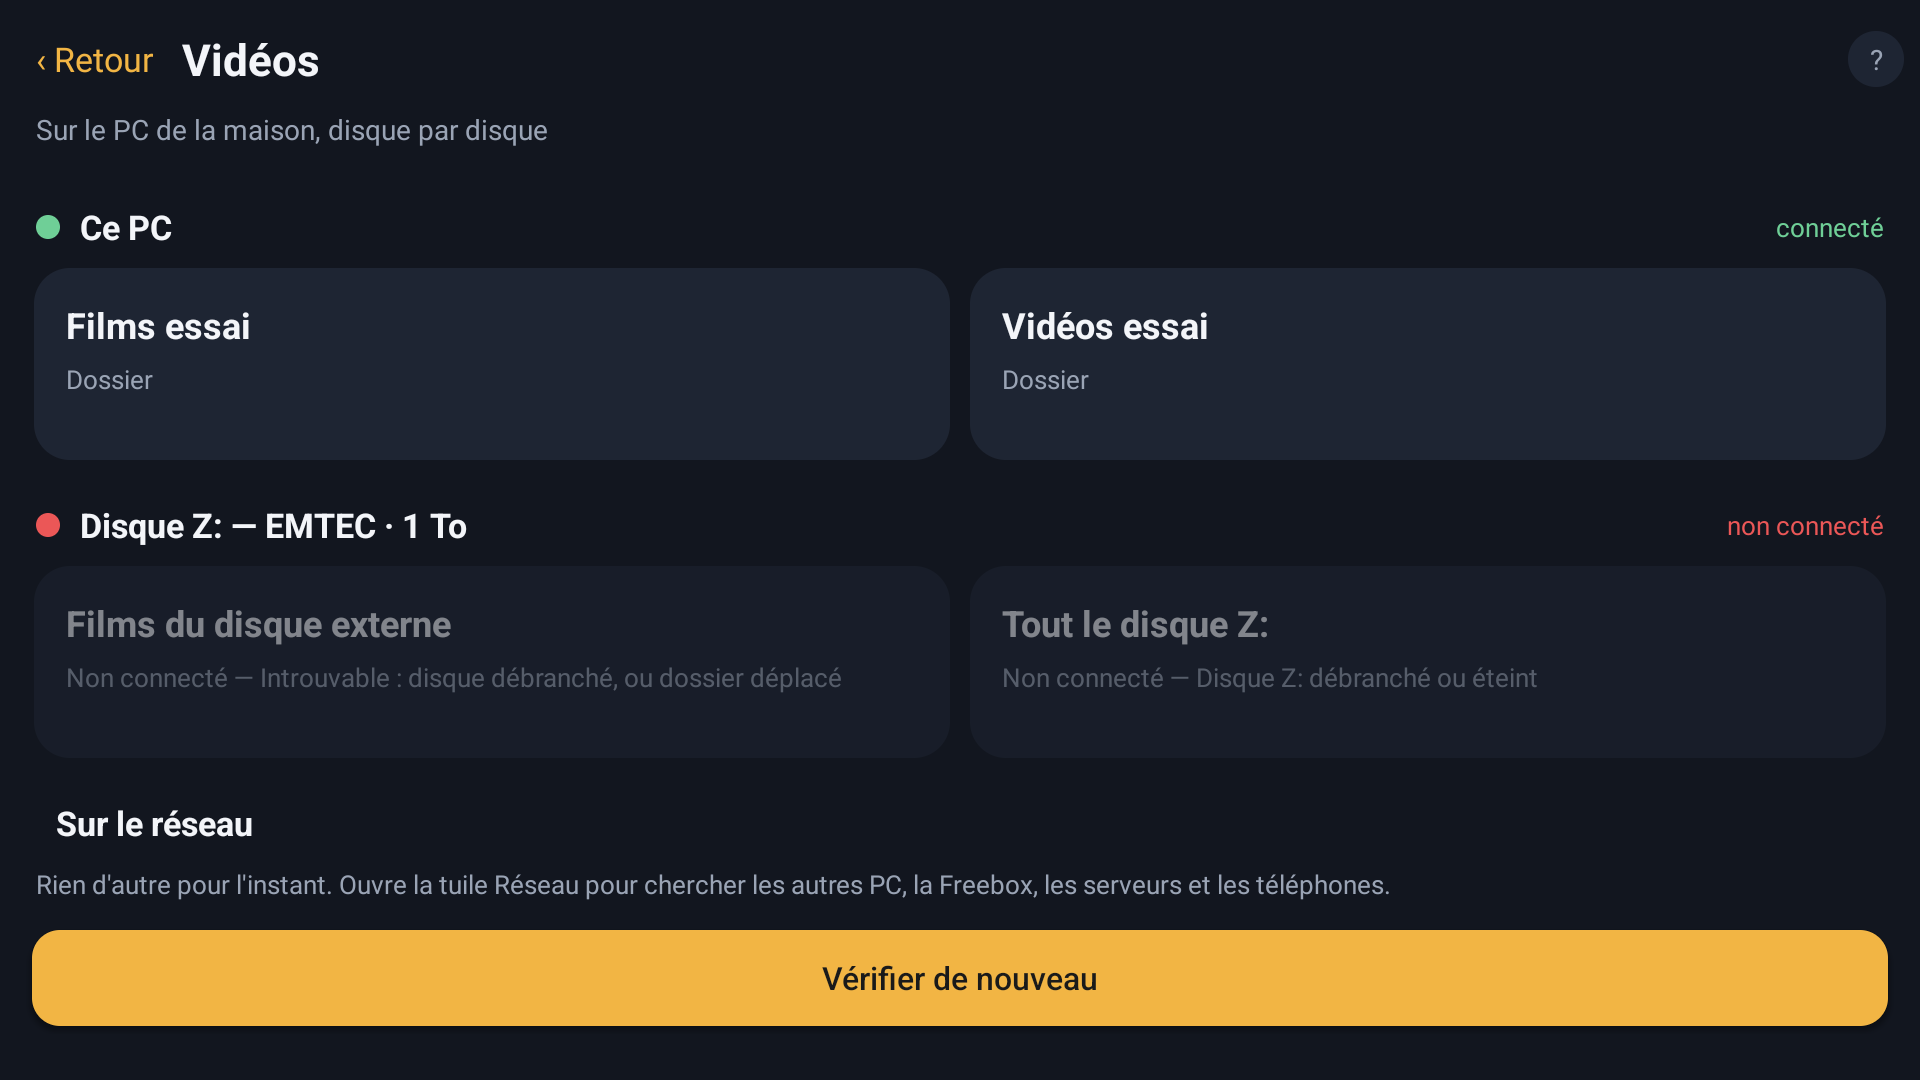 ‹ Retour Vidéos ?
Sur le PC de la maison, disque par disque
Ce PC connecté
Films essai
Dossier
Vidéos essai
Dossier
Disque Z: — EMTEC · 1 To non connecté
Films du disque externe
Non connecté — Introuvable : disque débranché, ou dossier déplacé
Tout le disque Z:
Non connecté — Disque Z: débranché ou éteint
Sur le réseau
Rien d'autre pour l'instant. Ouvre la tuile Réseau pour chercher les autres PC, la Freebox, les serveurs et les téléphones.
Vérifier de nouveau